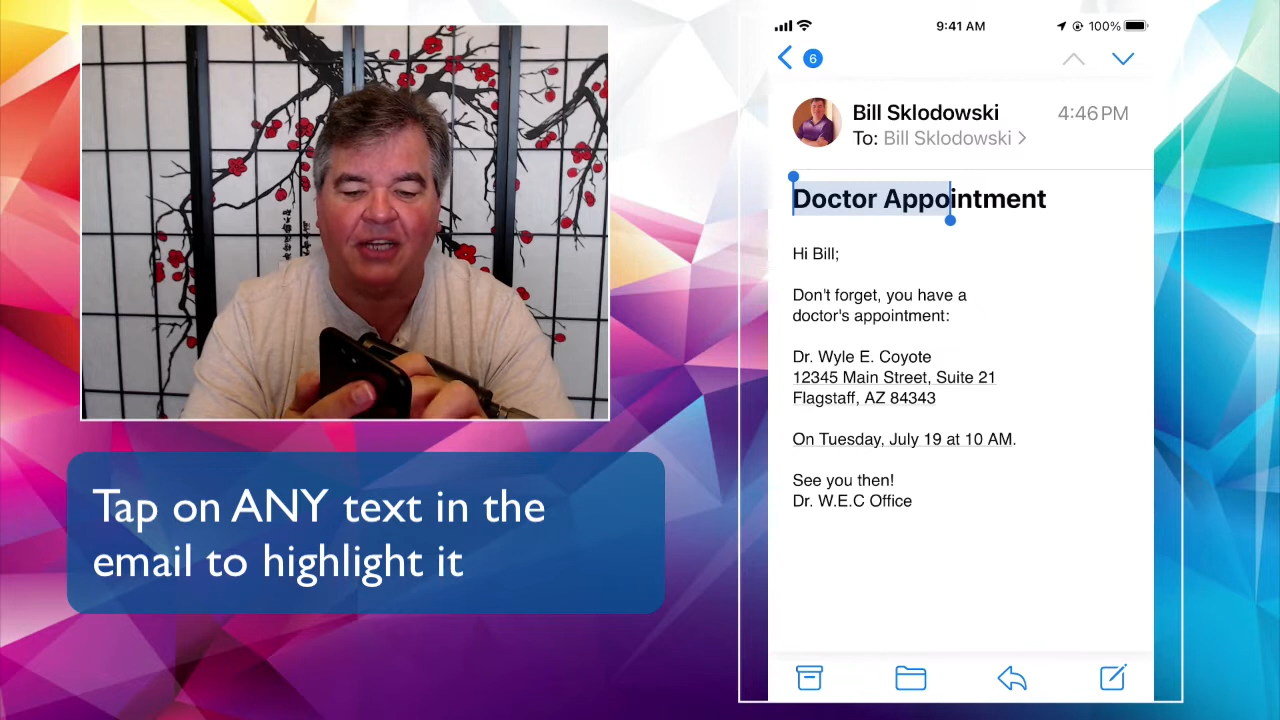 9:41 AM
100%
6
Bill Sklodowski
4:46 PM
To: Bill Sklodowski
Doctor Appointment
Hi Bill;
Don't forget, you have a
doctor's appointment:
Dr. Wyle E. Coyote
12345 Main Street, Suite 21
Flagstaff, AZ 84343
On Tuesday, July 19 at 10 AM.
See you then!
Dr. W.E.C Office
Tap on ANY text in the
email to highlight it